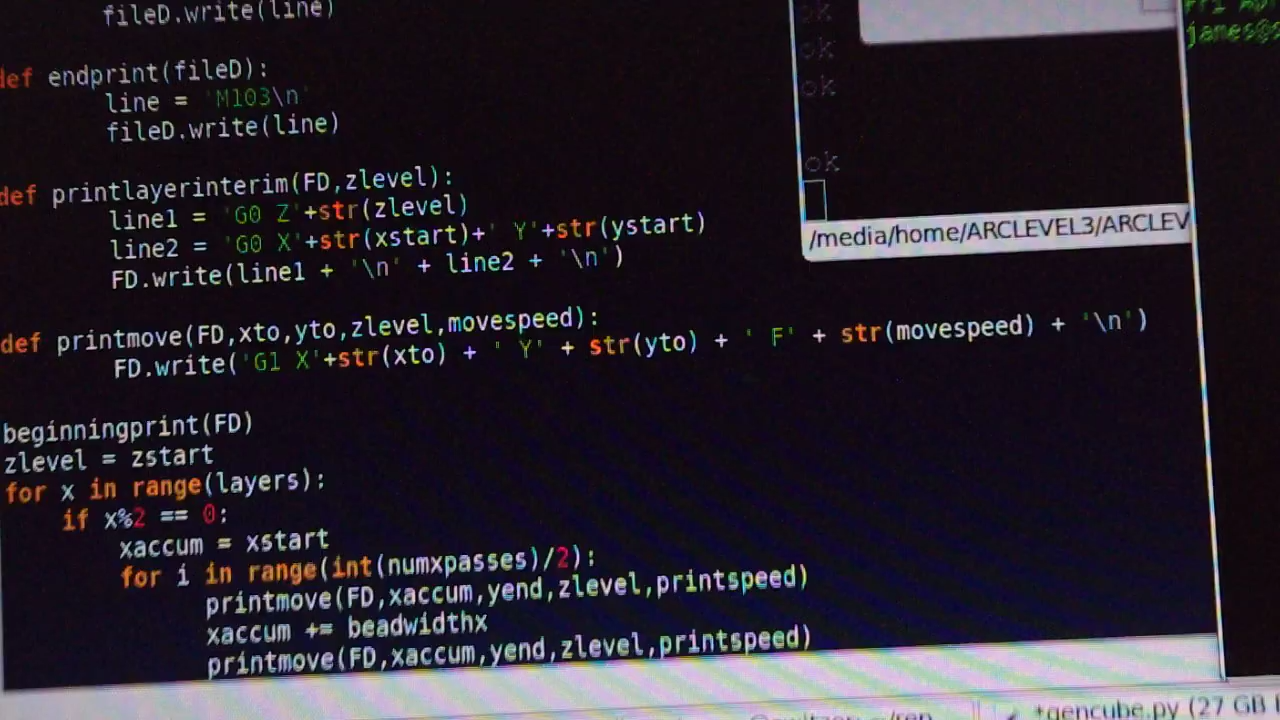 fileD.write(line)
def endprint(fileD):
line = 'M103\n'
fileD.write(line)
def printlayerinterim(FD,zlevel):
line1 = 'G0 Z'+str(zlevel)
line2 = 'G0 X'+str(xstart)+' Y'+str(ystart)
FD.write(line1 + '\n' + line2 + '\n')
def printmove(FD,xto,yto,zlevel,movespeed):
FD.write('G1 X'+str(xto) + ' Y' + str(yto) + ' F' + str(movespeed) + '\n')
beginningprint(FD)
zlevel = zstart
for x in range(layers):
if x%2 == 0:
xaccum = xstart
for i in range(int(numxpasses)/2):
printmove(FD,xaccum,yend,zlevel,printspeed)
xaccum += beadwidthx
printmove(FD,xaccum,yend,zlevel,printspeed)
ok
ok
ok
ok
/media/home/ARCLEVEL3/ARCLEV
james@
*gencube.py (27 GB